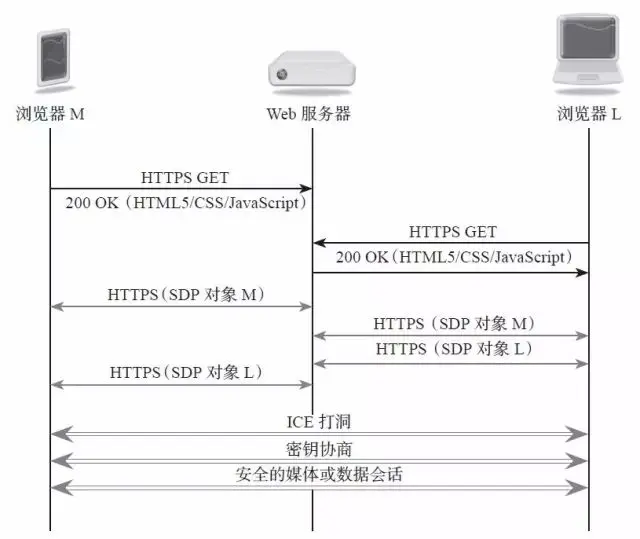 浏览器 M
Web 服务器
浏览器 L
HTTPS GET
200 OK（HTML5/CSS/JavaScript）
HTTPS GET
200 OK（HTML5/CSS/JavaScript）
HTTPS（SDP 对象 M）
HTTPS（SDP 对象 M）
HTTPS（SDP 对象 L）
HTTPS（SDP 对象 L）
ICE 打洞
密钥协商
安全的媒体或数据会话